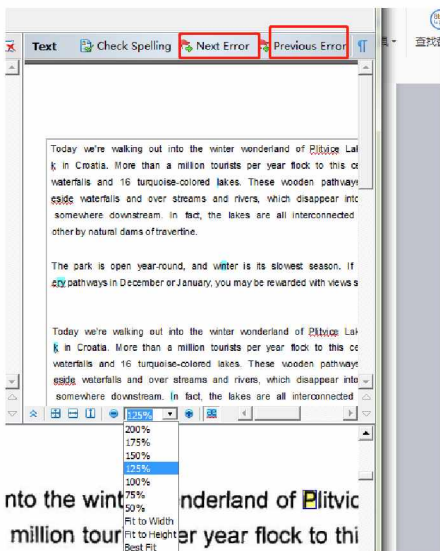 Text Check Spelling Next Error Previous Error ¶
查找
Today we're walking out into the winter wonderland of Plitvice Lak
k in Croatia. More than a million tourists per year flock to this ce
waterfalls and 16 turquoise-colored lakes. These wooden pathways
eside waterfalls and over streams and rivers, which disappear into
somewhere downstream. In fact, the lakes are all interconnected
other by natural dams of travertine.
The park is open year-round, and winter is its slowest season. If
ery pathways in December or January, you may be rewarded with views s
Today we're walking out into the winter wonderland of Plitvice Lak
k in Croatia. More than a million tourists per year flock to this ce
waterfalls and 16 turquoise-colored lakes. These wooden pathways
eside waterfalls and over streams and rivers, which disappear into
somewhere downstream. In fact, the lakes are all interconnected
125%
200%
175%
150%
125%
100%
75%
50%
Fit to Width
Fit to Height
Best Fit
nto the wint nderland of Plitvic
million tour er year flock to thi